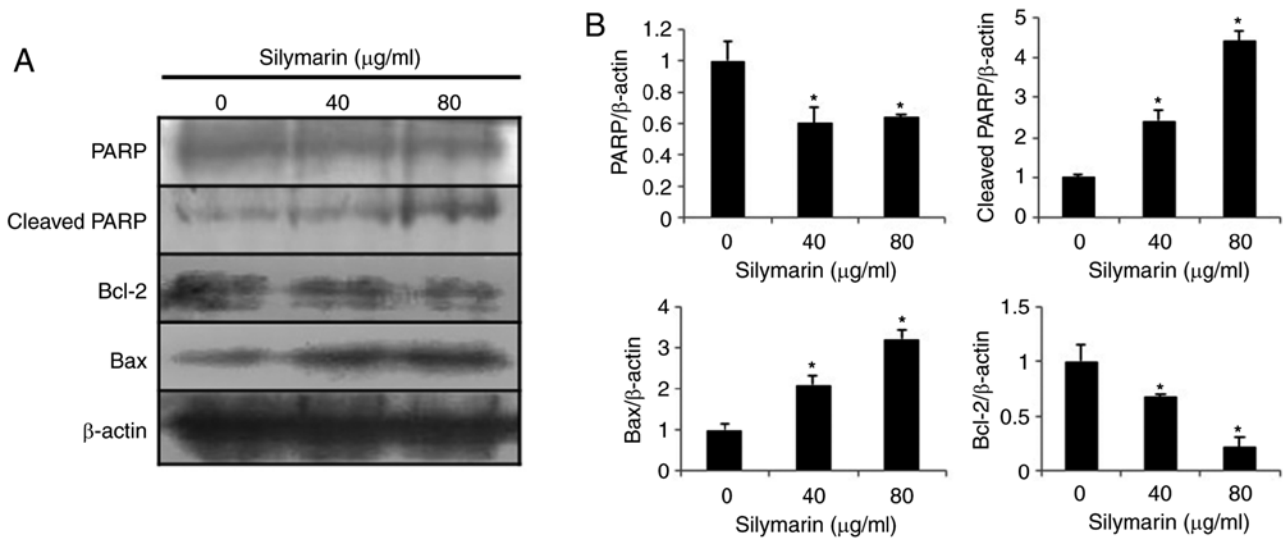 A
Silymarin (μg/ml)
0 40 80
PARP
Cleaved PARP
Bcl-2
Bax
β-actin
B
PARP/β-actin
1.2
1
0.8
0.6
0.4
0.2
0
*
*
0 40 80
Silymarin (μg/ml)
Cleaved PARP/β-actin
5
4
3
2
1
0
*
*
0 40 80
Silymarin (μg/ml)
Bax/β-actin
4
3
2
1
0
*
*
0 40 80
Silymarin (μg/ml)
Bcl-2/β-actin
1.5
1
0.5
0
*
*
0 40 80
Silymarin (μg/ml)